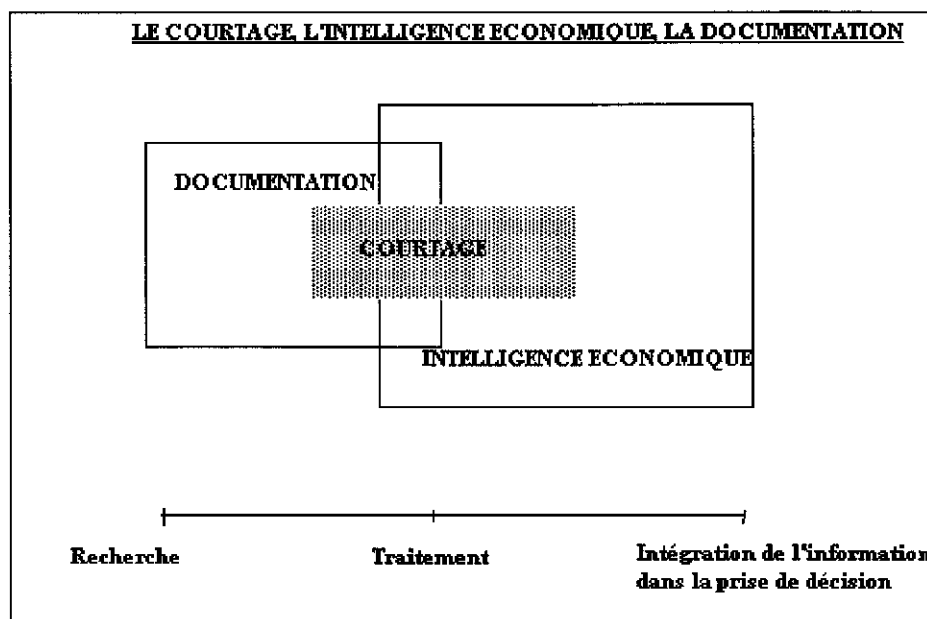 LE COURTAGE, L'INTELLIGENCE ECONOMIQUE, LA DOCUMENTATION
DOCUMENTATION
COURTAGE
INTELLIGENCE ECONOMIQUE
Recherche
Traitement
Intégration de l'information
dans la prise de décision